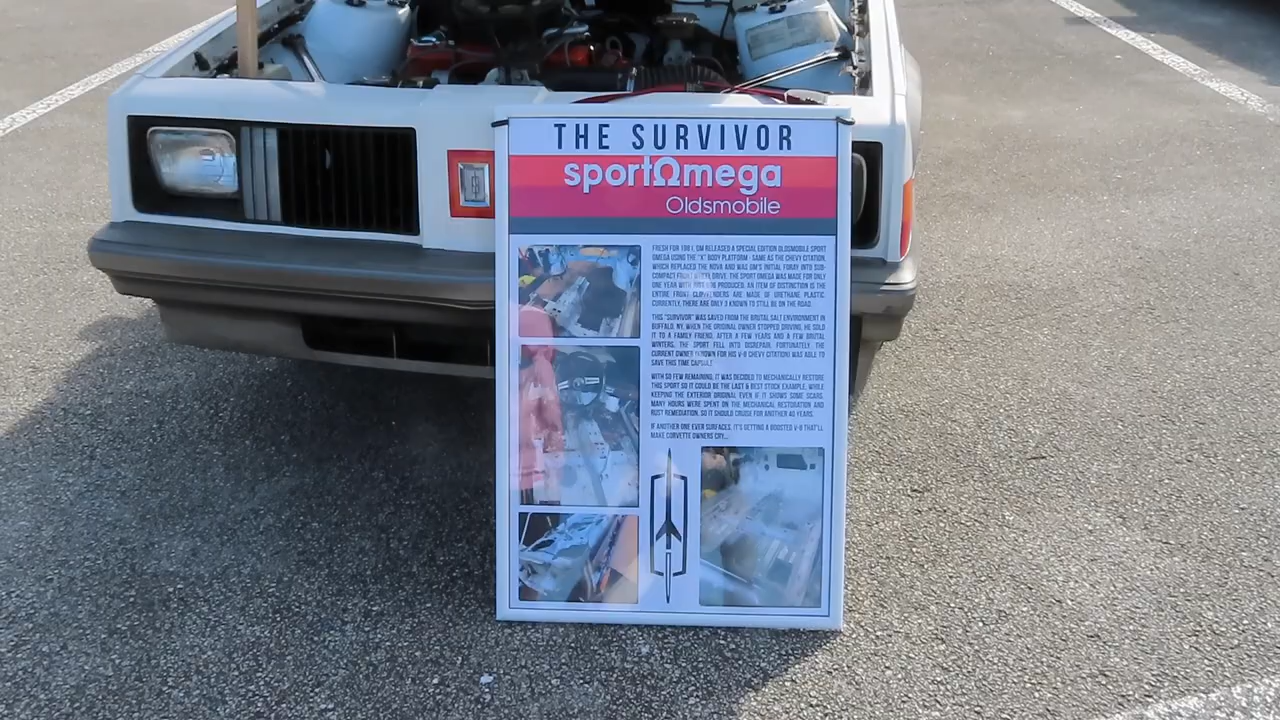 THE SURVIVOR
sportΩmega
Oldsmobile
FRESH FOR 1981, GM RELEASED A SPECIAL EDITION OLDSMOBILE SPORT
OMEGA USING THE "X" BODY PLATFORM - SAME AS THE CHEVY CITATION,
WHICH REPLACED THE NOVA AND WAS GM'S INITIAL FORAY INTO SUB-
COMPACT FRONT WHEEL DRIVE. THE SPORT OMEGA WAS MADE FOR ONLY
ONE YEAR WITH JUST PRODUCED. AN ITEM OF DISTINCTION IS THE
ENTIRE FRONT CLIP/FENDERS ARE MADE OF URETHANE PLASTIC.
CURRENTLY, THERE ARE ONLY 3 KNOWN TO STILL BE ON THE ROAD.
THIS "SURVIVOR" WAS SAVED FROM THE BRUTAL SALT ENVIRONMENT IN
BUFFALO, NY. WHEN THE ORIGINAL OWNER STOPPED DRIVING, HE SOLD
IT TO A FAMILY FRIEND. AFTER A FEW YEARS AND A FEW BRUTAL
WINTERS, THE SPORT FELL INTO DISREPAIR. FORTUNATELY, THE
CURRENT OWNER (KNOWN FOR HIS V-8 CHEVY CITATION) WAS ABLE TO
SAVE THIS TIME CAPSULE.
WITH SO FEW REMAINING, IT WAS DECIDED TO MECHANICALLY RESTORE
THIS SPORT SO IT COULD BE THE LAST & BEST STOCK EXAMPLE, WHILE
KEEPING THE EXTERIOR ORIGINAL EVEN IF IT SHOWS SOME SCARS.
MANY HOURS WERE SPENT ON THE MECHANICAL RESTORATION AND
RUST REMEDIATION, SO IT SHOULD CRUISE FOR ANOTHER 40 YEARS.
IF ANOTHER ONE EVER SURFACES, IT'S GETTING A BOOSTED V-8 THAT'LL
MAKE CORVETTE OWNERS CRY...